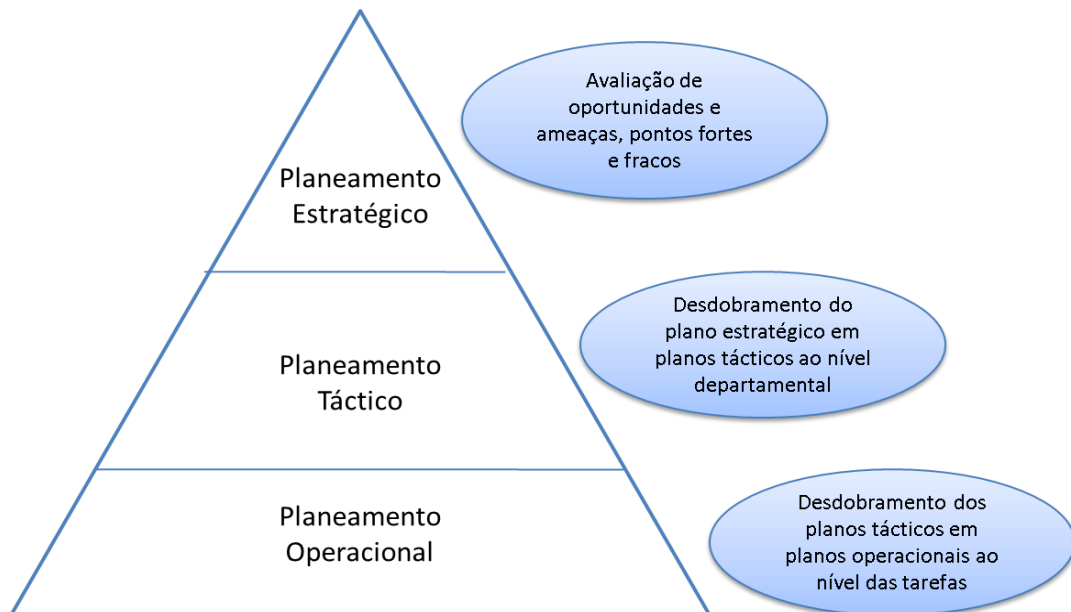 Avaliação de
oportunidades e
ameaças, pontos fortes
e fracos
Planeamento
Estratégico
Desdobramento do
plano estratégico em
planos tácticos ao nível
departamental
Planeamento
Táctico
Desdobramento dos
planos tácticos em
planos operacionais ao
nível das tarefas
Planeamento
Operacional